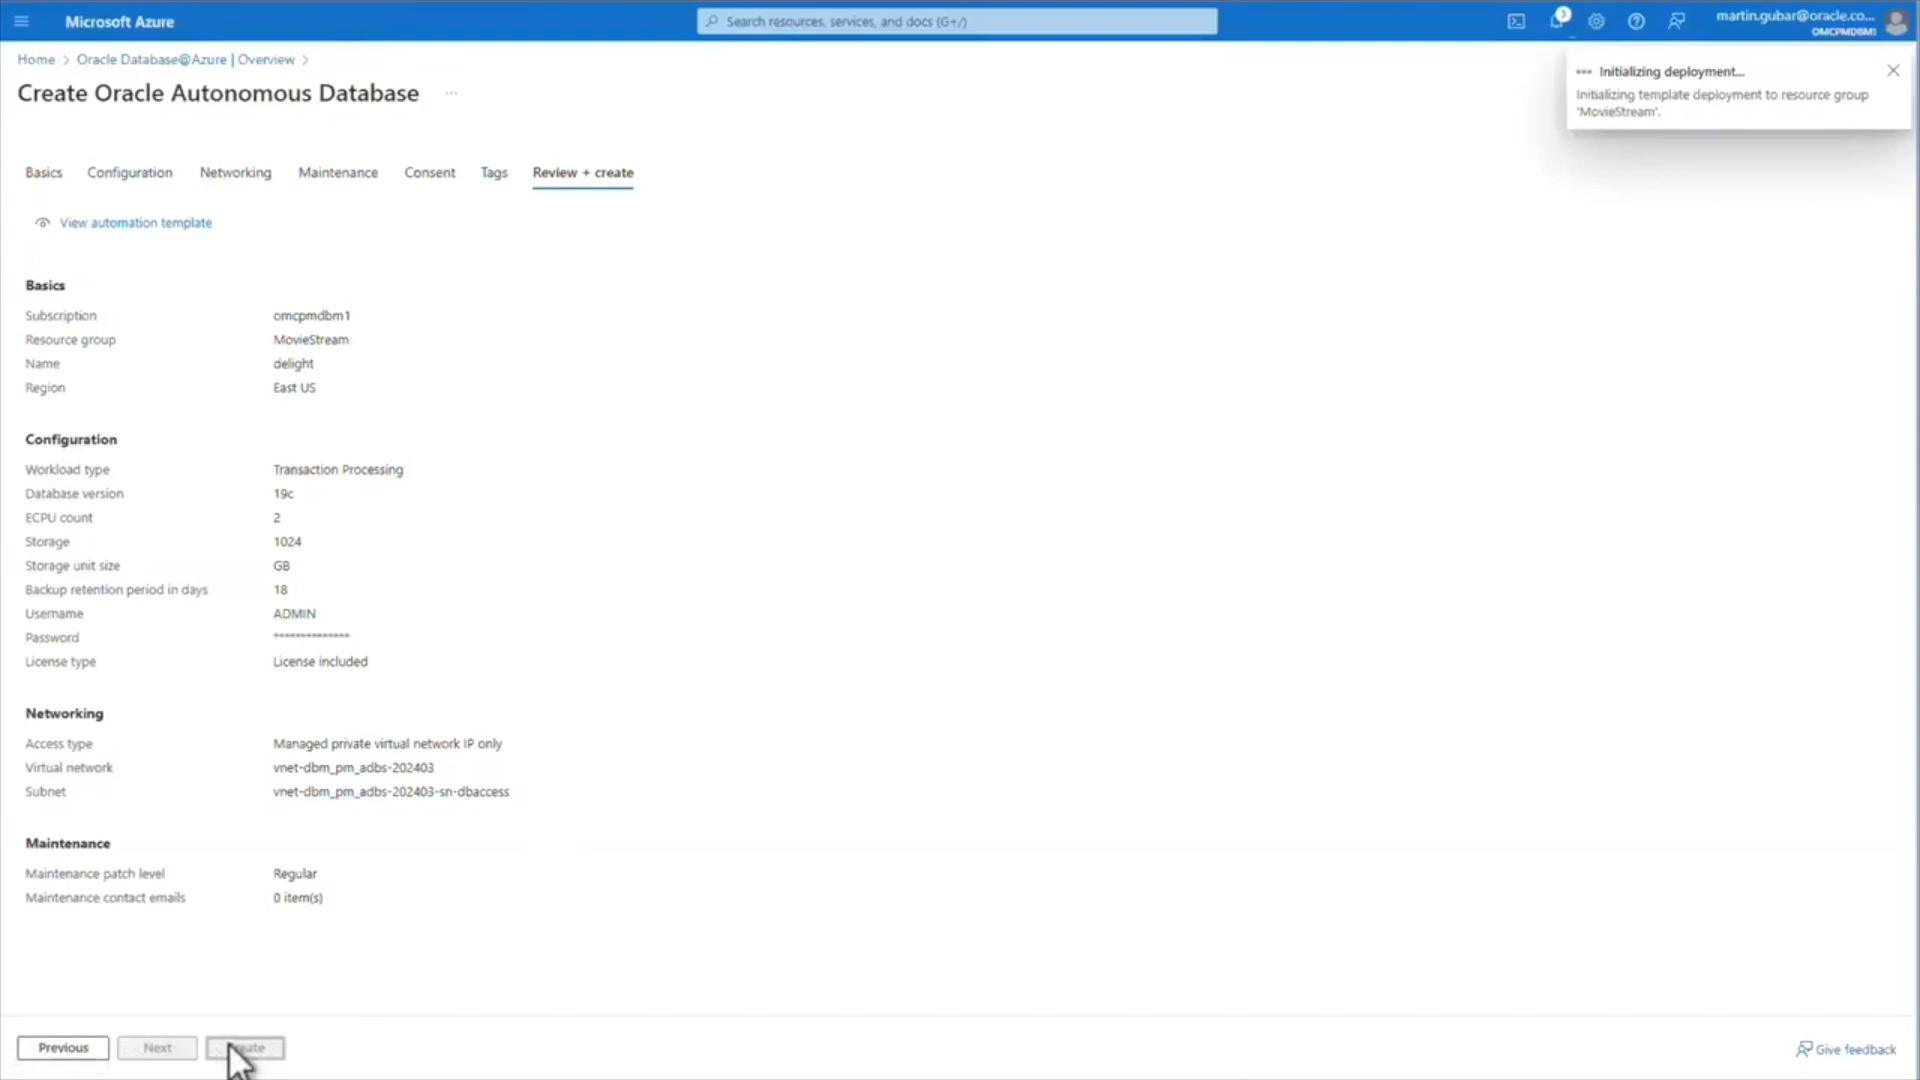 Microsoft Azure
Search resources, services, and docs (G+/)
3
martin.gubar@oracle.co...
OMCPMDBM1
Home > Oracle Database@Azure | Overview >
Create Oracle Autonomous Database ...
Initializing deployment...
Initializing template deployment to resource group
'MovieStream'.
Basics Configuration Networking Maintenance Consent Tags Review + create
View automation template
Basics
Subscription omcpmdbm1
Resource group MovieStream
Name delight
Region East US
Configuration
Workload type Transaction Processing
Database version 19c
ECPU count 2
Storage 1024
Storage unit size GB
Backup retention period in days 18
Username ADMIN
Password **************
License type License included
Networking
Access type Managed private virtual network IP only
Virtual network vnet-dbm_pm_adbs-202403
Subnet vnet-dbm_pm_adbs-202403-sn-dbaccess
Maintenance
Maintenance patch level Regular
Maintenance contact emails 0 item(s)
Previous Next
Give feedback